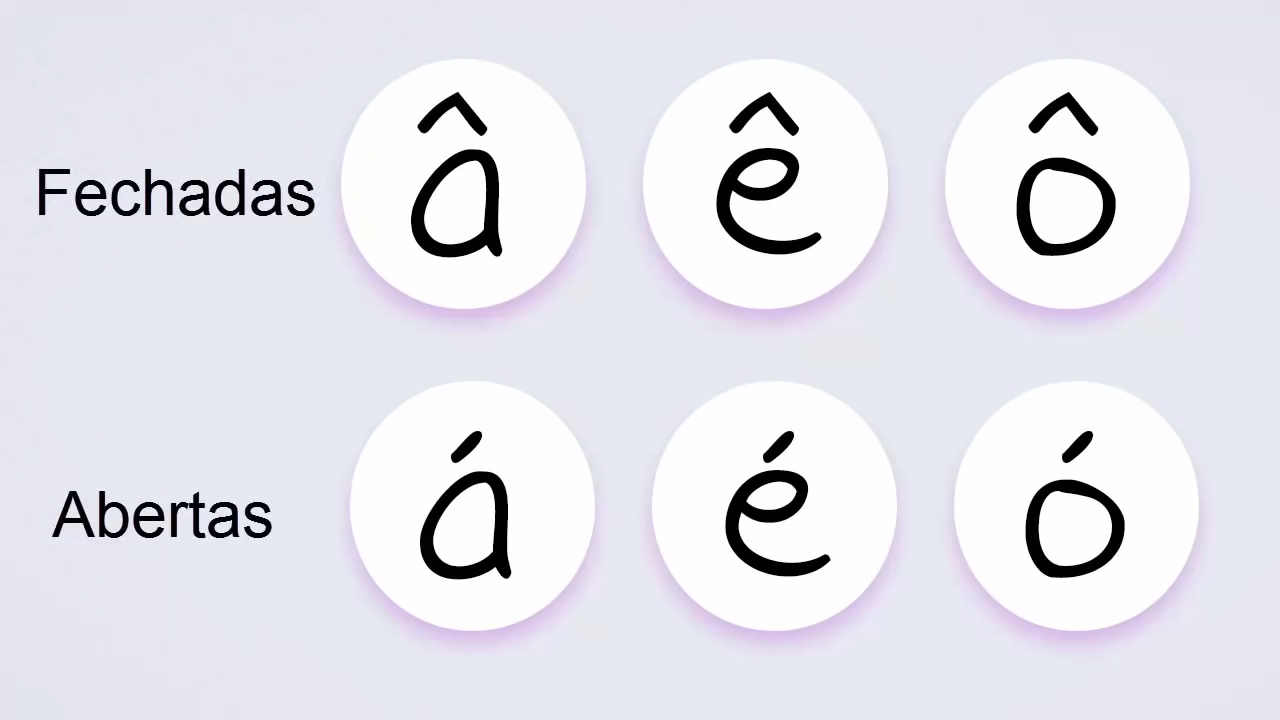 Fechadas â ê ô
Abertas á é ó